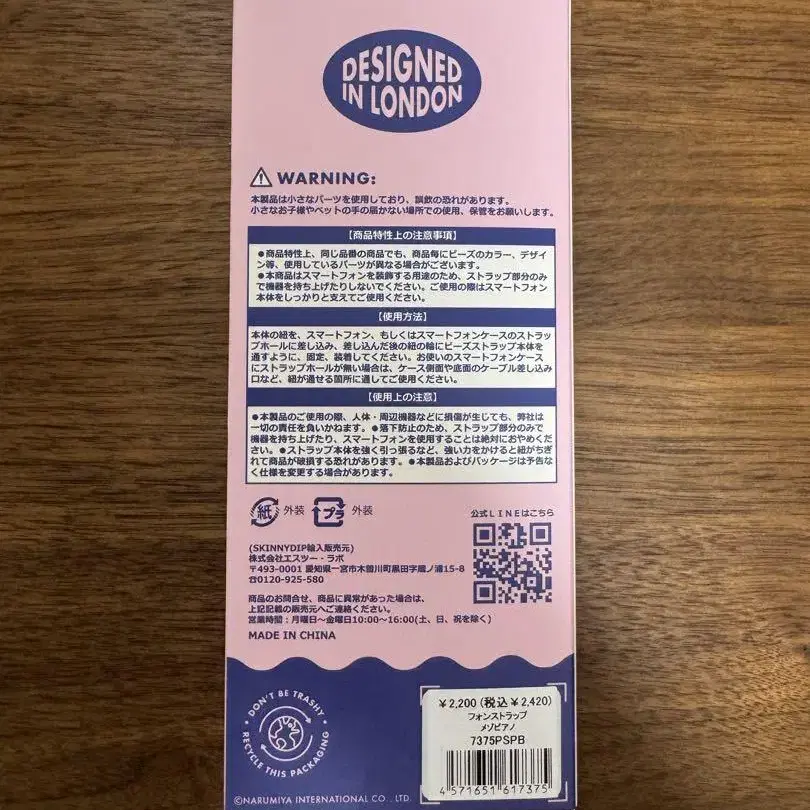 DESIGNED
IN LONDON
WARNING:
本製品は小さなパーツを使用しており、誤飲の恐れがあります。
小さなお子様やペットの手の届かない場所での使用、保管をお願いします。
【商品特性上の注意事項】
●商品特性上、同じ品番の商品でも、商品毎にビーズのカラー、デザイ
ン等、使用しているパーツが異なる場合がございます。
●本商品はスマートフォンを装飾する用途のため、ストラップ部分のみ
で機器を持ち上げたりしないでください。ご使用の際はスマートフォン
本体をしっかりと支えてご使用ください。
【使用方法】
本体の紐を、スマートフォン、もしくはスマートフォンケースのストラッ
プホールに差し込み、差し込んだ後の紐の輪にビーズストラップ本体を
通すように、固定、装着してください。お使いのスマートフォンケース
にストラップホールが無い場合は、ケース側面や底面のケーブル差し込み
口など、紐が通せる箇所に通してご使用ください。
【使用上の注意】
●本製品のご使用の際、人体・周辺機器などに損傷が生じても、弊社は
一切の責任を負いかねます。●落下防止のため、ストラップ部分のみで
機器を持ち上げたり、スマートフォンを使用することは絶対におやめくだ
さい。●ストラップ本体を強く引っ張るなど、強い力をかけると紐がちぎ
れて商品が破損する恐れがあります。●本製品およびパッケージは予告な
く仕様を変更する場合があります。
紙 外装 プラ 外装
公式LINEはこちら
(SKINNYDIP輸入販売元)
株式会社エスツー・ラボ
〒493-0001 愛知県一宮市木曽川町黒田字扇ノ浦15-8
☎0120-925-580
商品のお問合せ、商品に異常があった場合は、
上記記載の販売元へご連絡ください。
営業時間：月曜日～金曜日10:00～16:00(土、日、祝を除く)
MADE IN CHINA
DON'T BE TRASHY
RECYCLE THIS PACKAGING
￥2,200(税込￥2,420)
フォンストラップ
メゾピアノ
7375PSPB
4 571651 617375
©NARUMIYA INTERNATIONAL CO., LTD.